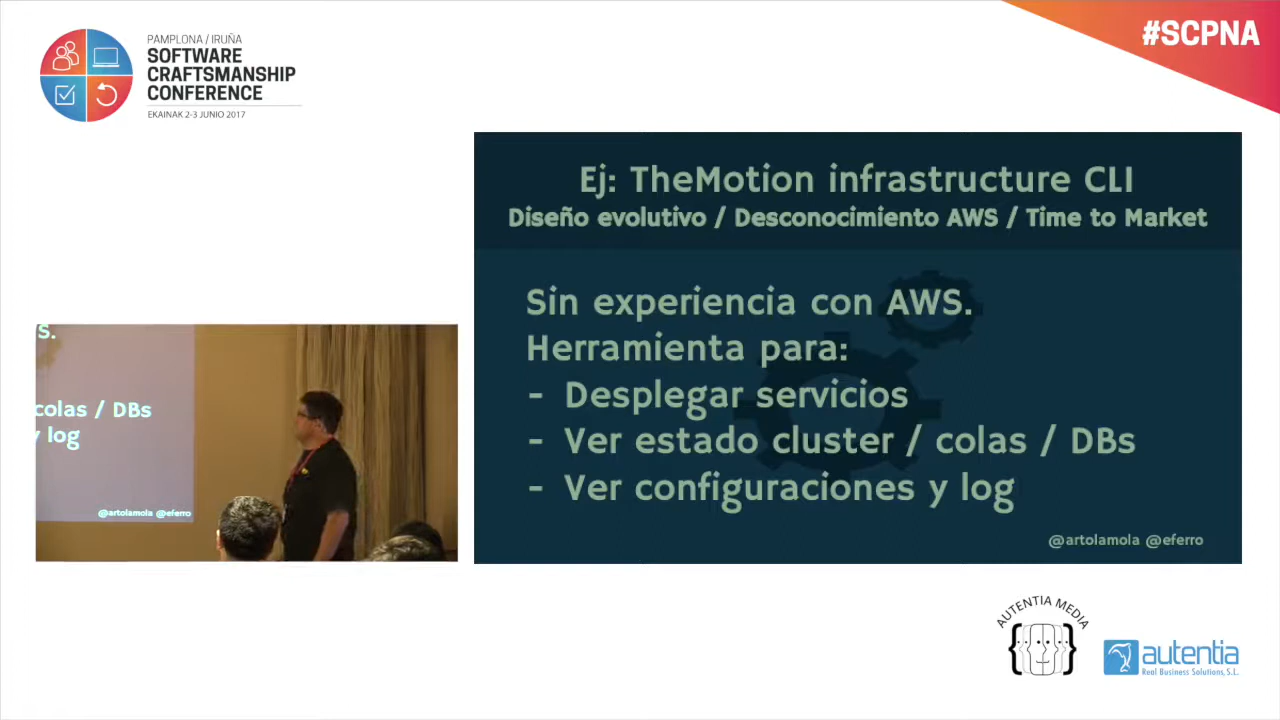 PAMPLONA / IRUÑA
SOFTWARE
CRAFTSMANSHIP
CONFERENCE
EKAINAK 2-3 JUNIO 2017
#SCPNA
Ej: TheMotion infrastructure CLI
Diseño evolutivo / Desconocimiento AWS / Time to Market
Sin experiencia con AWS.
Herramienta para:
- Desplegar servicios
- Ver estado cluster / colas / DBs
- Ver configuraciones y log
@artolamola @eferro
S.
colas / DBs
y log
@artolamola @eferro
AUTENTIA MEDIA
autentia
Real Business Solutions, S.L.